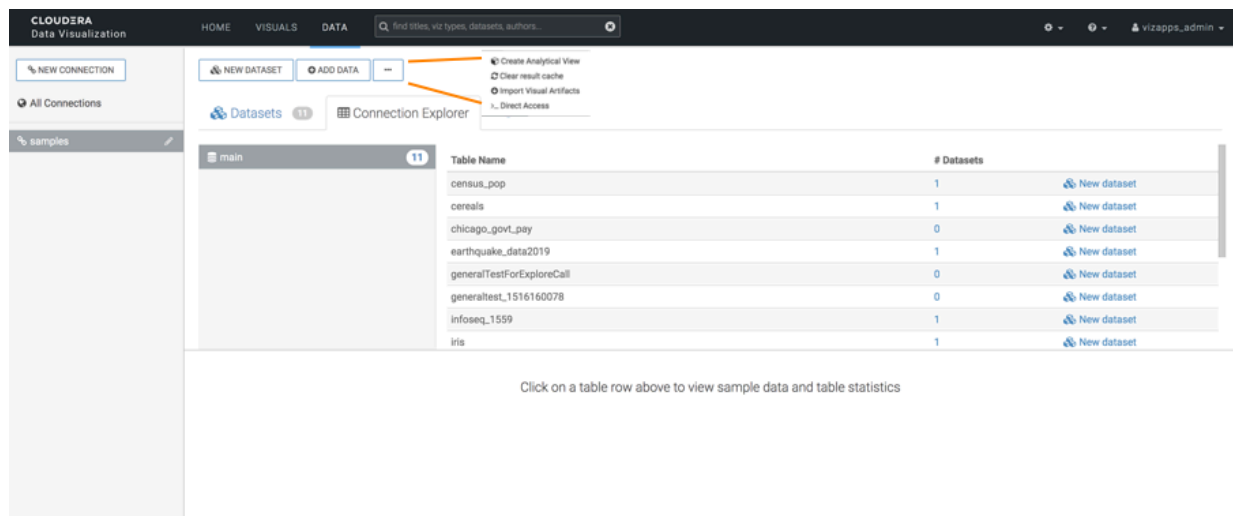 CLOUDERA
Data Visualization
HOME VISUALS DATA find titles, viz types, datasets, authors... vizapps_admin
NEW CONNECTION
All Connections
samples
NEW DATASET ADD DATA ...
Create Analytical View
Clear result cache
Import Visual Artifacts
>_ Direct Access
Datasets 11 Connection Explorer
main 11
Table Name # Datasets
census_pop 1 New dataset
cereals 1 New dataset
chicago_govt_pay 0 New dataset
earthquake_data2019 1 New dataset
generalTestForExploreCall 0 New dataset
generaltest_1516160078 0 New dataset
infoseq_1559 1 New dataset
iris 1 New dataset
Click on a table row above to view sample data and table statistics